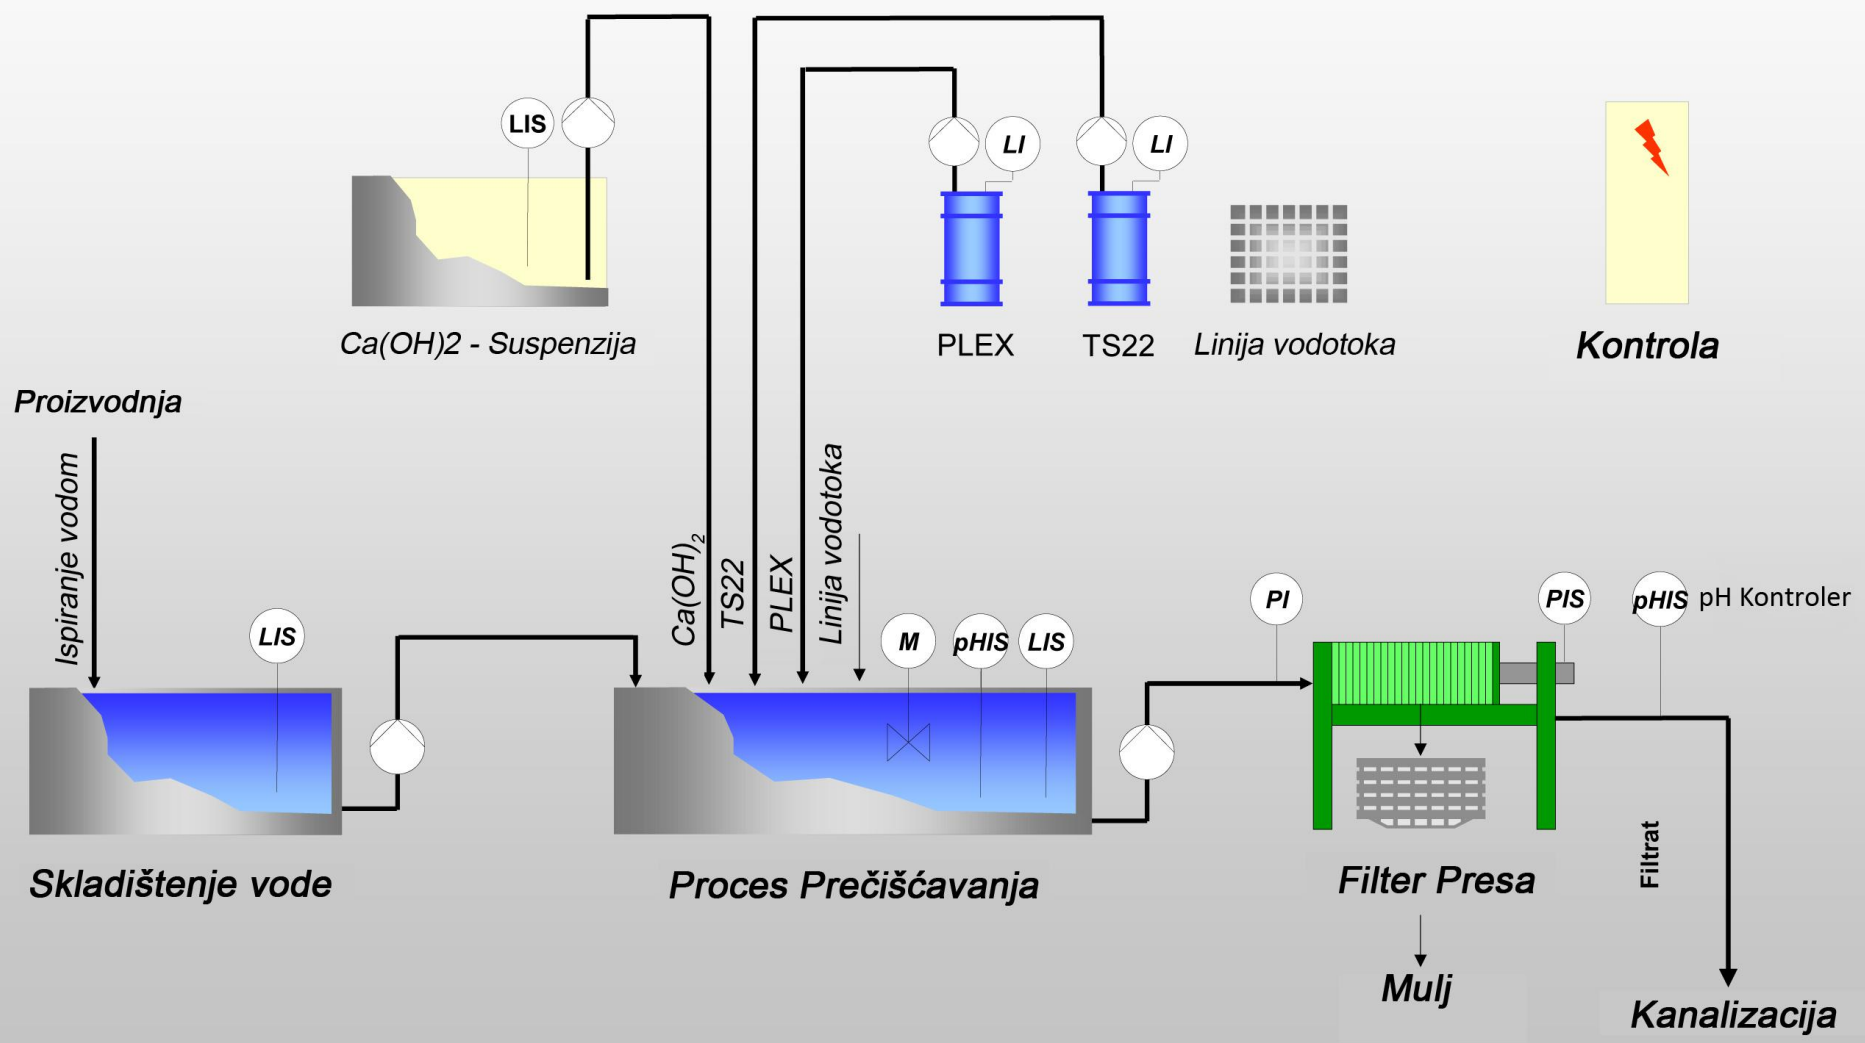 LIS
LI
LI
Ca(OH)2 - Suspenzija
PLEX
TS22
Linija vodotoka
Kontrola
Proizvodnja
Ispiranje vodom
Ca(OH)₂
TS22
PLEX
Linija vodotoka
LIS
M
pHIS
LIS
PI
PIS
pHIS
pH Kontroler
Skladištenje vode
Proces Prečišćavanja
Filter Presa
Filtrat
Mulj
Kanalizacija